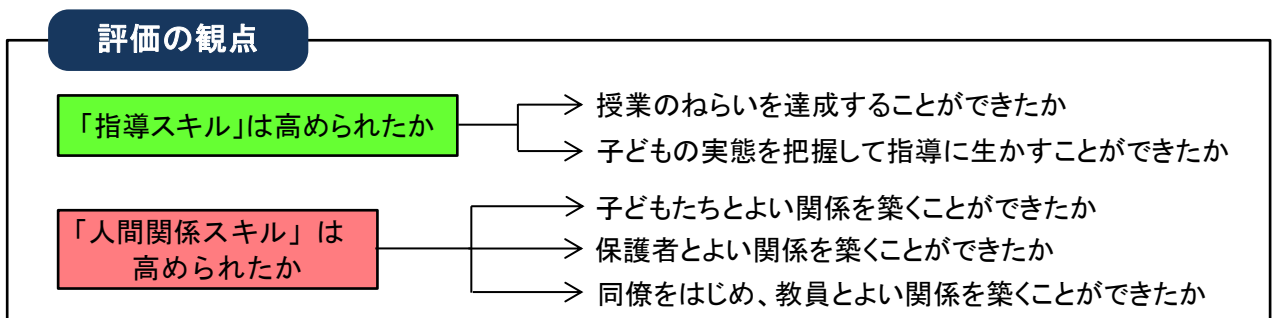 評価の観点
「指導スキル」は高められたか
授業のねらいを達成することができたか
子どもの実態を把握して指導に生かすことができたか
「人間関係スキル」は
高められたか
子どもたちとよい関係を築くことができたか
保護者とよい関係を築くことができたか
同僚をはじめ、教員とよい関係を築くことができたか